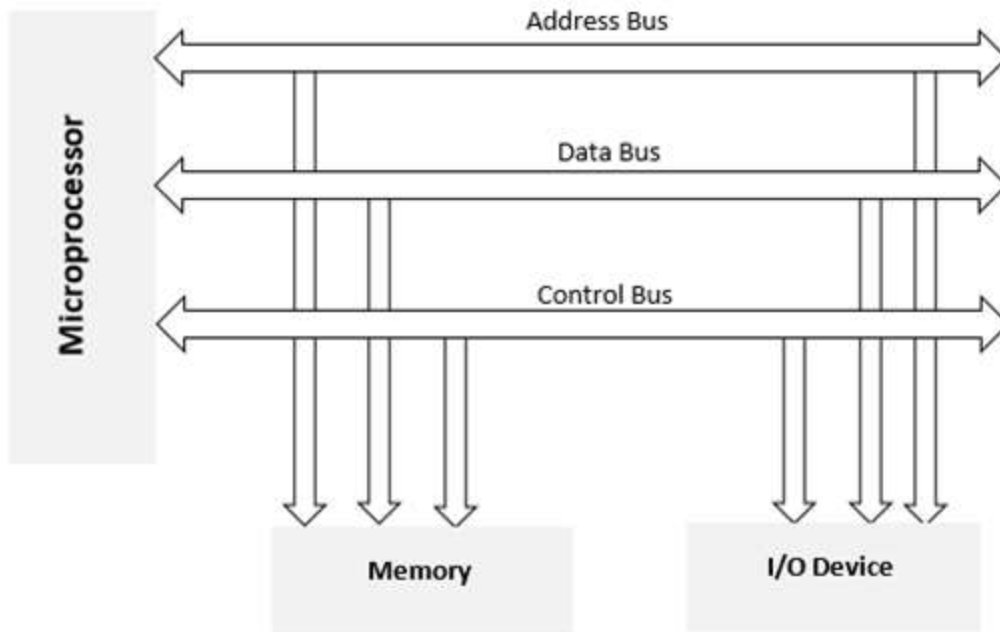 Address Bus
Data Bus
Control Bus
Microprocessor
Memory
I/O Device